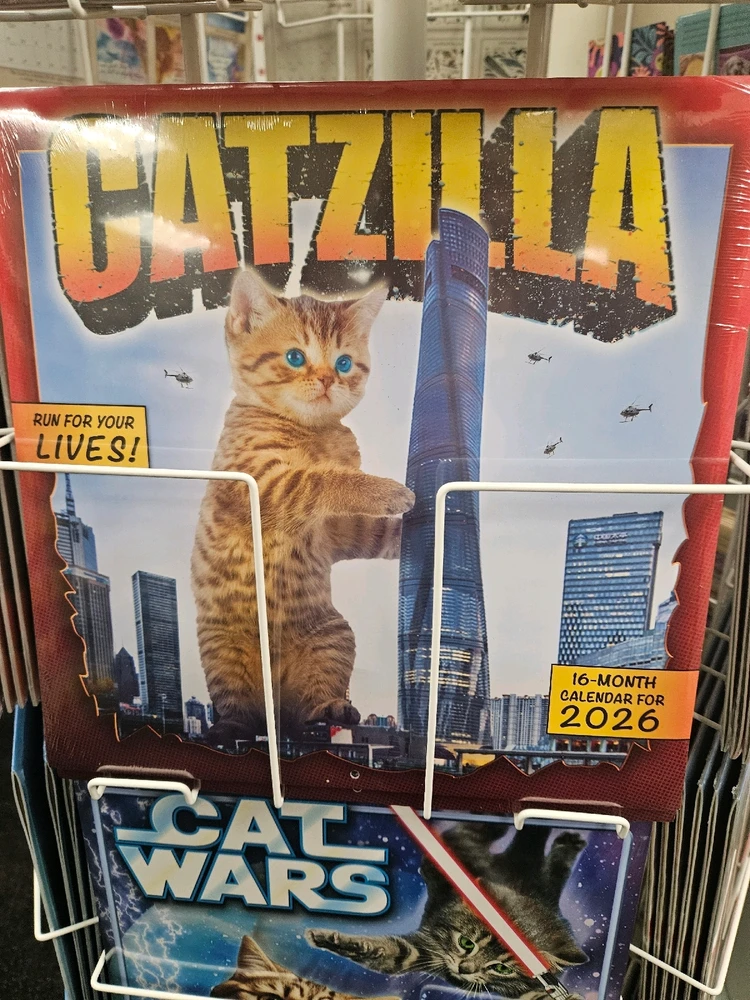 CATZILLA
RUN FOR YOUR
LIVES!
16-MONTH
CALENDAR FOR
2026
CAT
WARS